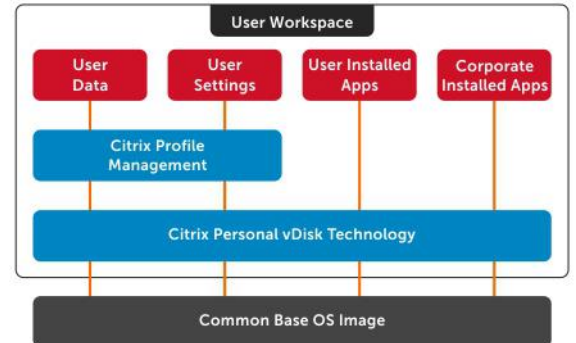 User Workspace
User
Data
User
Settings
User Installed
Apps
Corporate
Installed Apps
Citrix Profile
Management
Citrix Personal vDisk Technology
Common Base OS Image